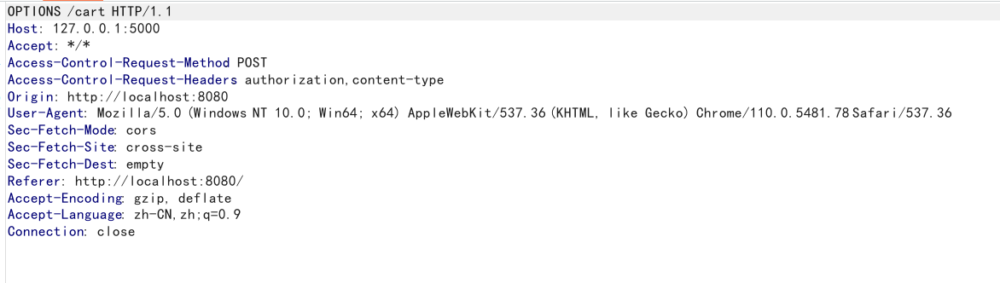 OPTIONS /cart HTTP/1.1
Host: 127.0.0.1:5000
Accept: */*
Access-Control-Request-Method POST
Access-Control-Request-Headers authorization,content-type
Origin: http://localhost:8080
User-Agent: Mozilla/5.0 (Windows NT 10.0; Win64; x64) AppleWebKit/537.36 (KHTML, like Gecko) Chrome/110.0.5481.78 Safari/537.36
Sec-Fetch-Mode: cors
Sec-Fetch-Site: cross-site
Sec-Fetch-Dest: empty
Referer: http://localhost:8080/
Accept-Encoding: gzip, deflate
Accept-Language: zh-CN,zh;q=0.9
Connection: close